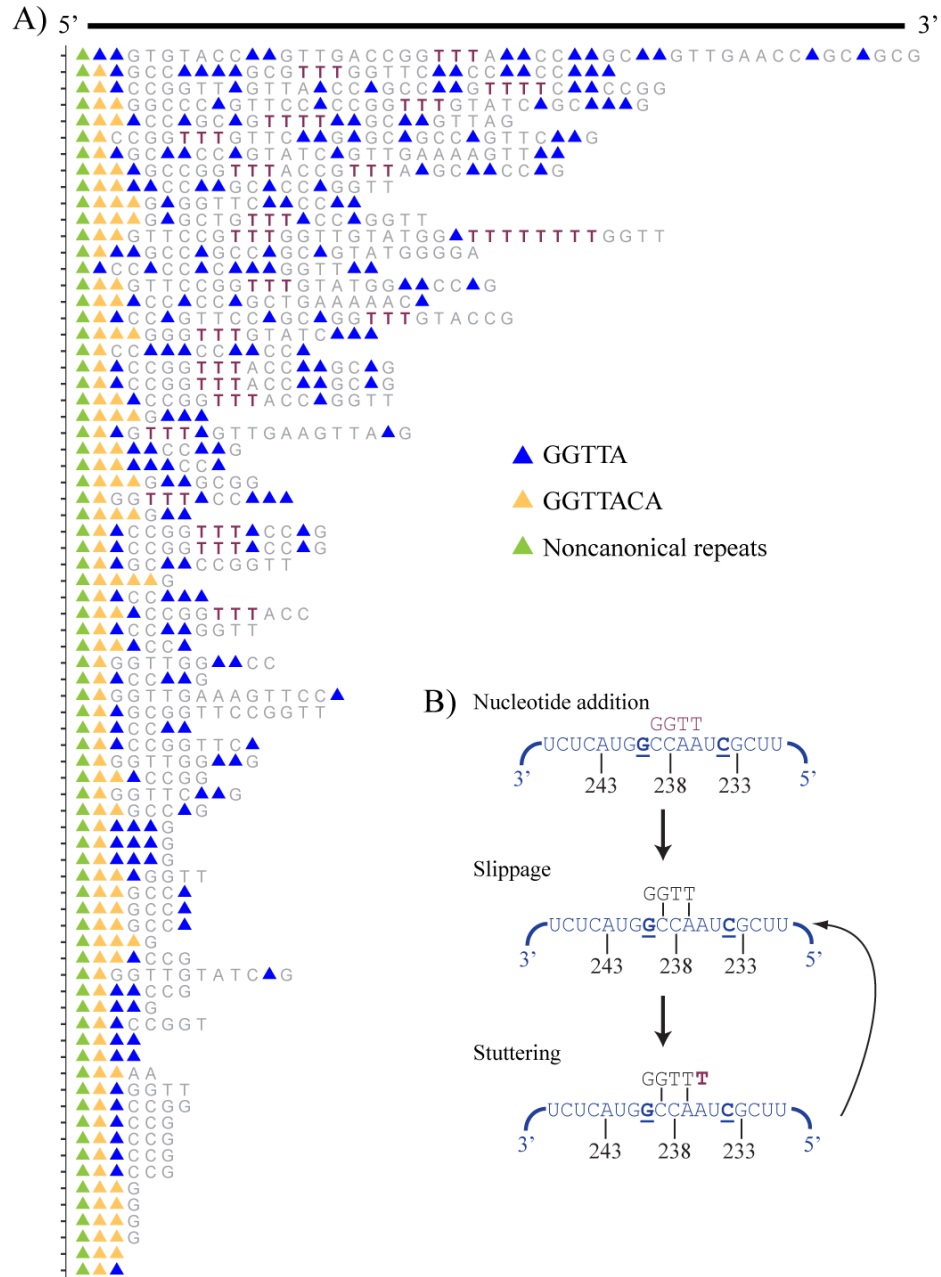 A)
5’ 3’
GTGTACC GTTGACCGGTTTA CC GC GTTGAACC GC GCG
GCC GCGTTTGGTTC CC CC
CCGGTT GTTA CC GCC GTTTTC CCGG
GGCCC GTTCC CCGGTTTGTATC GC G
CC GC GTTTT GC GTTAG
CCGGTTTGTTC G GC GCC GTTC G
GC CC GTATC GTTGAAAAGTT
GCCGGTTTACCGTTTA GC CC G
CC GC CC GGTT
G GGTTC CC
G GCTGTTT CC GGTT
GTTCCGTTTGGTTGTATGG TTTTTTTTGGTT
GCC GCC GC GTATGGGGA
CC CC C GGTT
GTTCCGGTTTGTATGG CC G
CC CC GCTGAAAAAC
CC GTTCC GC GGTTTGTACCG
GGGTTTGTATC
CC CC CC
CCGGTTTACC GC G
CCGGTTTACC GC G
CCGGTTTACC GGTT
G
GTTT GTTGAAGTTA G
CC G
CC
G GCGG
GGTTT CC
G
CCGGTTT CC G
CCGGTTT CC G
GC CCGGTT
G
CC
CCGGTTTACC
CC GGTT
CC
GGTTGG CC
CC G
GGTTGAAAGTTCC
GCGGTTCCGGTT
CC
CCGGTTC
GGTTGG G
CCGG
GGTTC G
GCC G
G
G
G
GGTT
GCC
GCC
GCC
G
CCG
GGTTGTATC G
CCG
G
CCGGT
AA
GGTT
CCGG
CCG
CCG
CCG
CCG
G
G
G
G
GGTTA
GGTTACA
Noncanonical repeats
B)
Nucleotide addition
GGTT
UCUCAUGGCCAAUCGCUU
3’ 243 238 233 5’
Slippage
GGTT
UCUCAUGGCCAAUCGCUU
3’ 243 238 233 5’
Stuttering
GGTTT
UCUCAUGGCCAAUCGCUU
3’ 243 238 233 5’